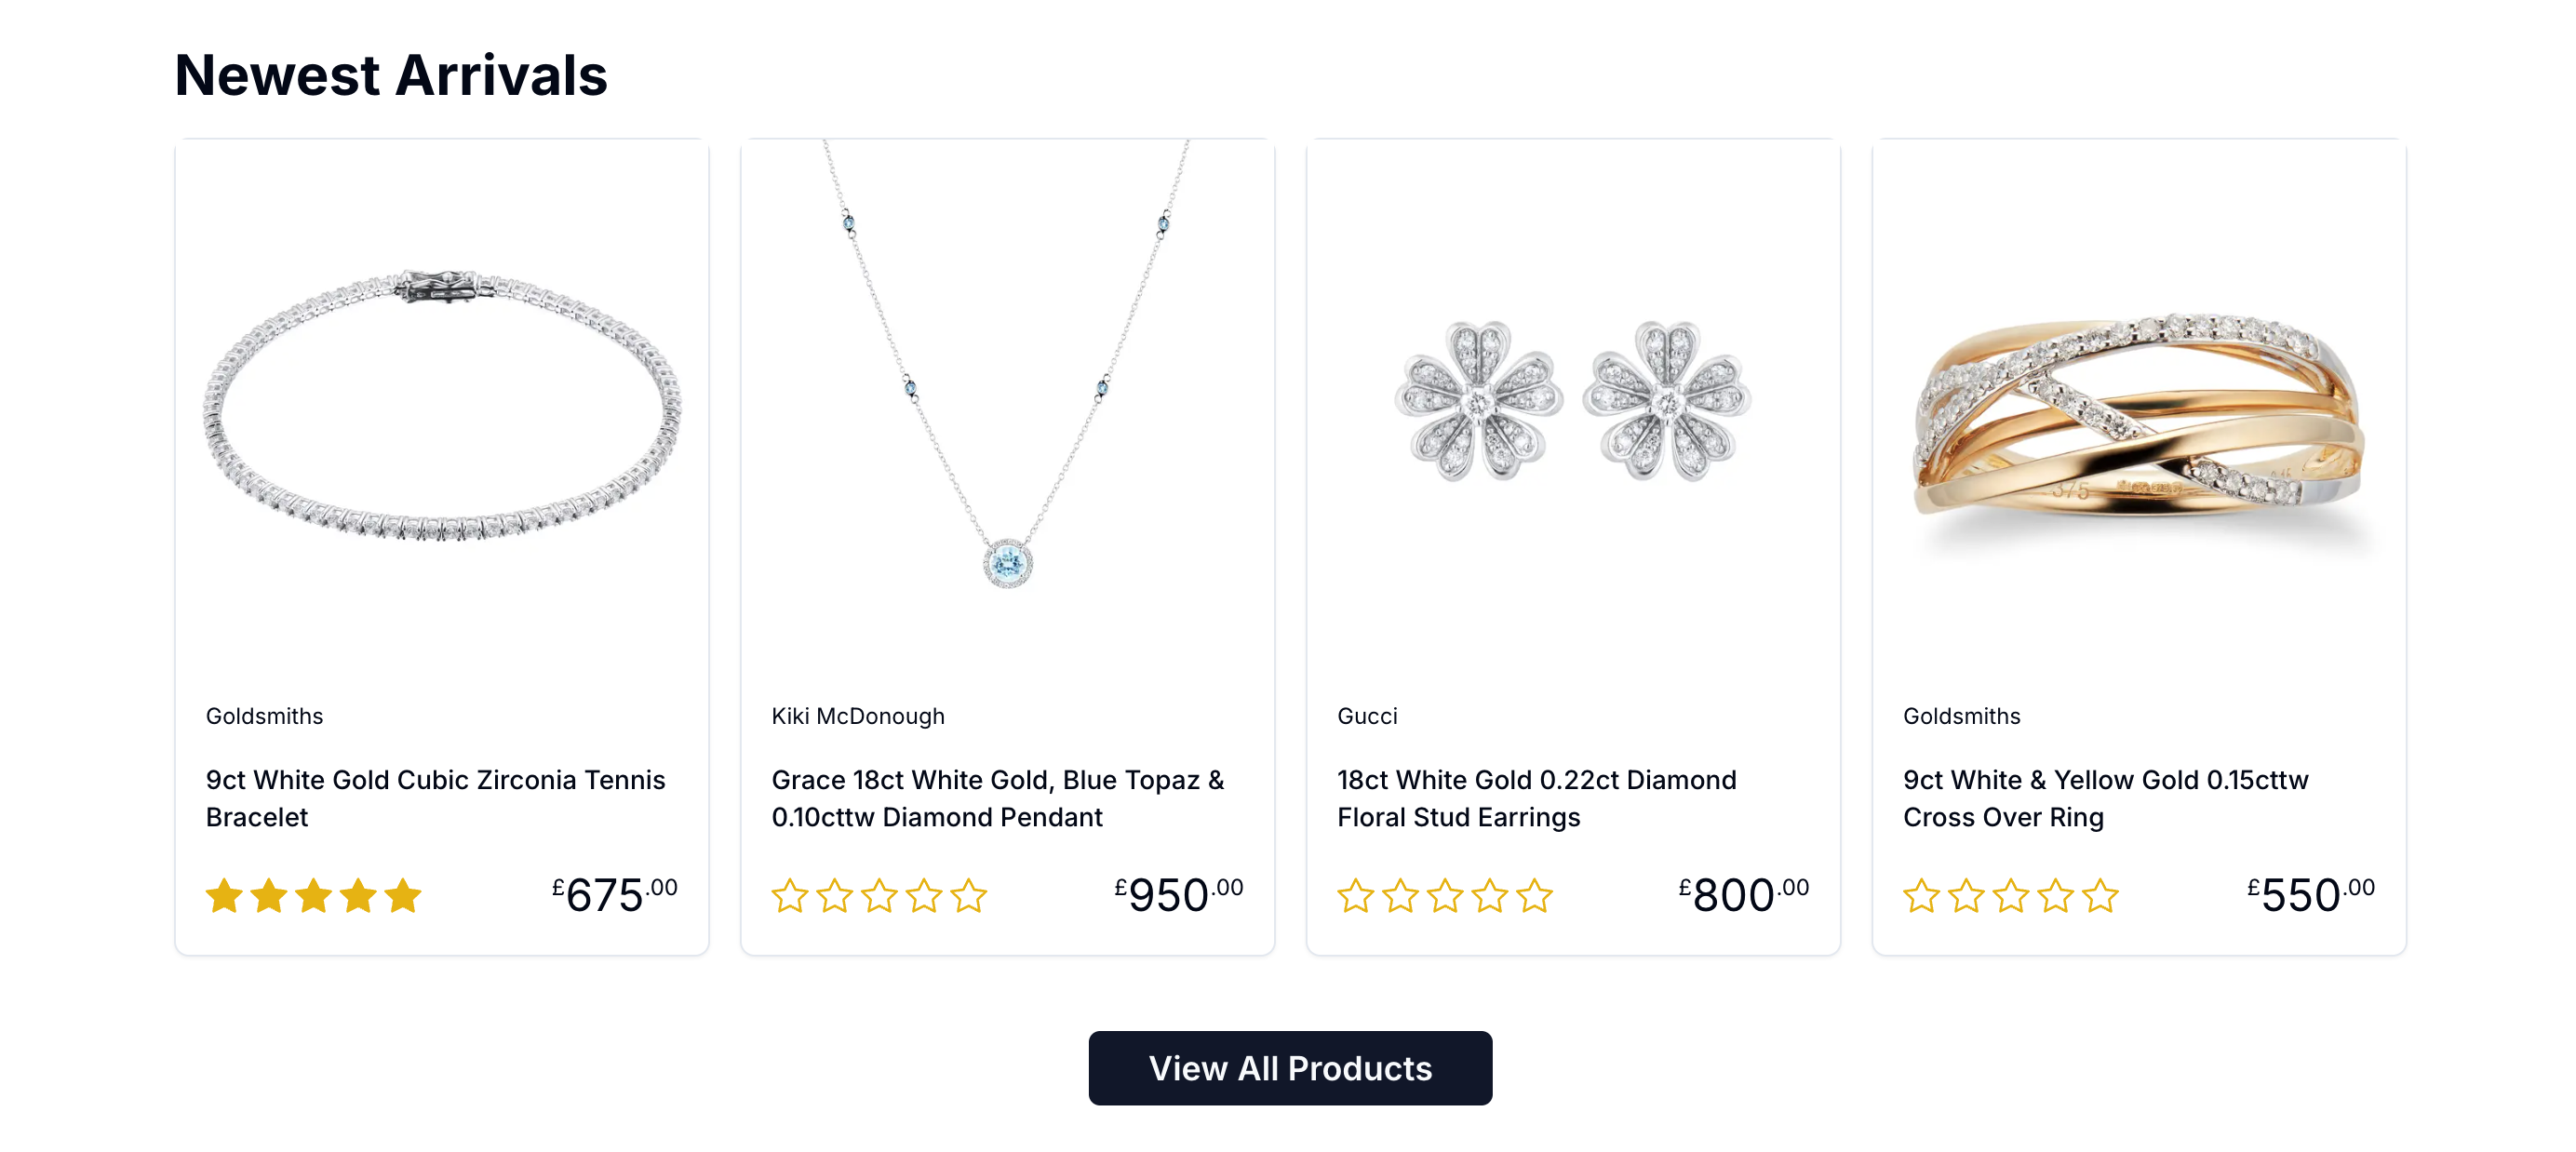 Newest Arrivals
Goldsmiths
9ct White Gold Cubic Zirconia Tennis
Bracelet
£675.00
Kiki McDonough
Grace 18ct White Gold, Blue Topaz &
0.10cttw Diamond Pendant
£950.00
Gucci
18ct White Gold 0.22ct Diamond
Floral Stud Earrings
£800.00
375
Goldsmiths
9ct White & Yellow Gold 0.15cttw
Cross Over Ring
£550.00
View All Products